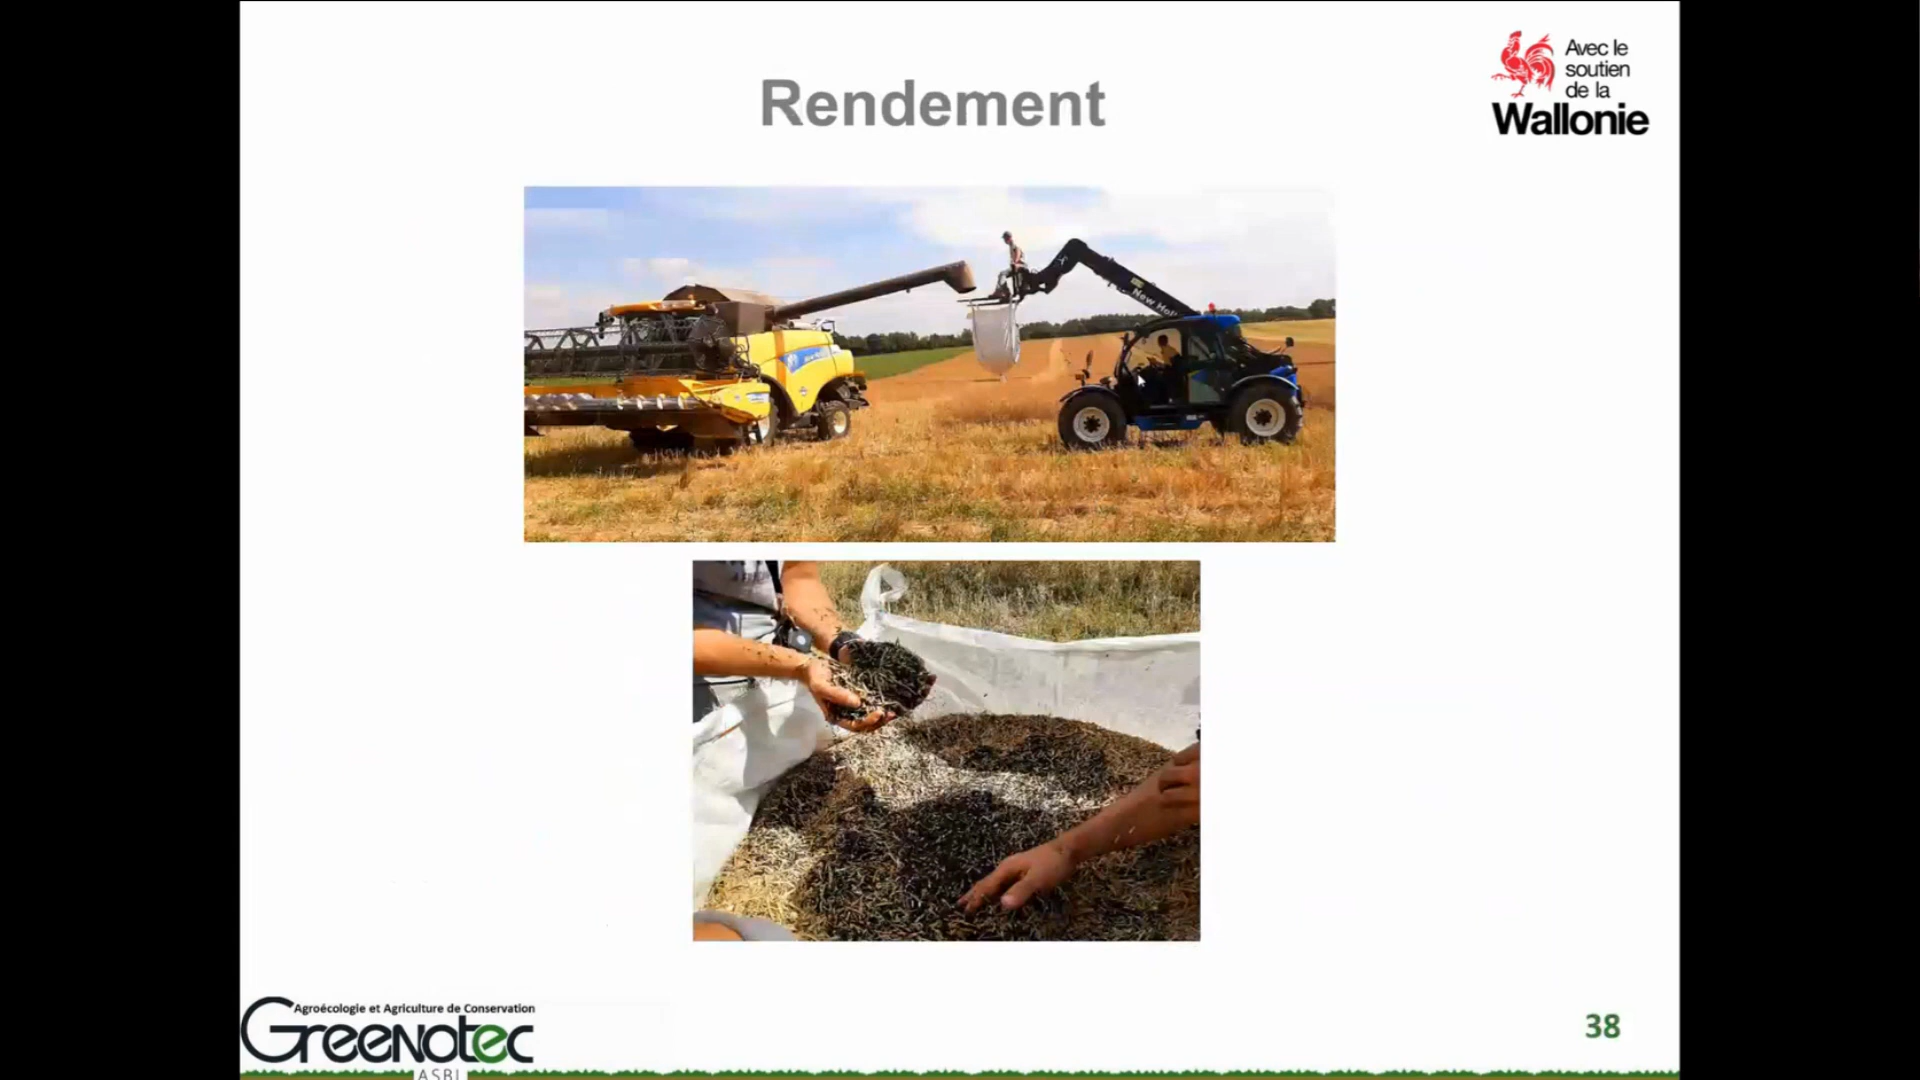 Rendement
Avec le
soutien
de la
Wallonie
New Hol
Agroécologie et Agriculture de Conservation
Greenotec
ASBL
38